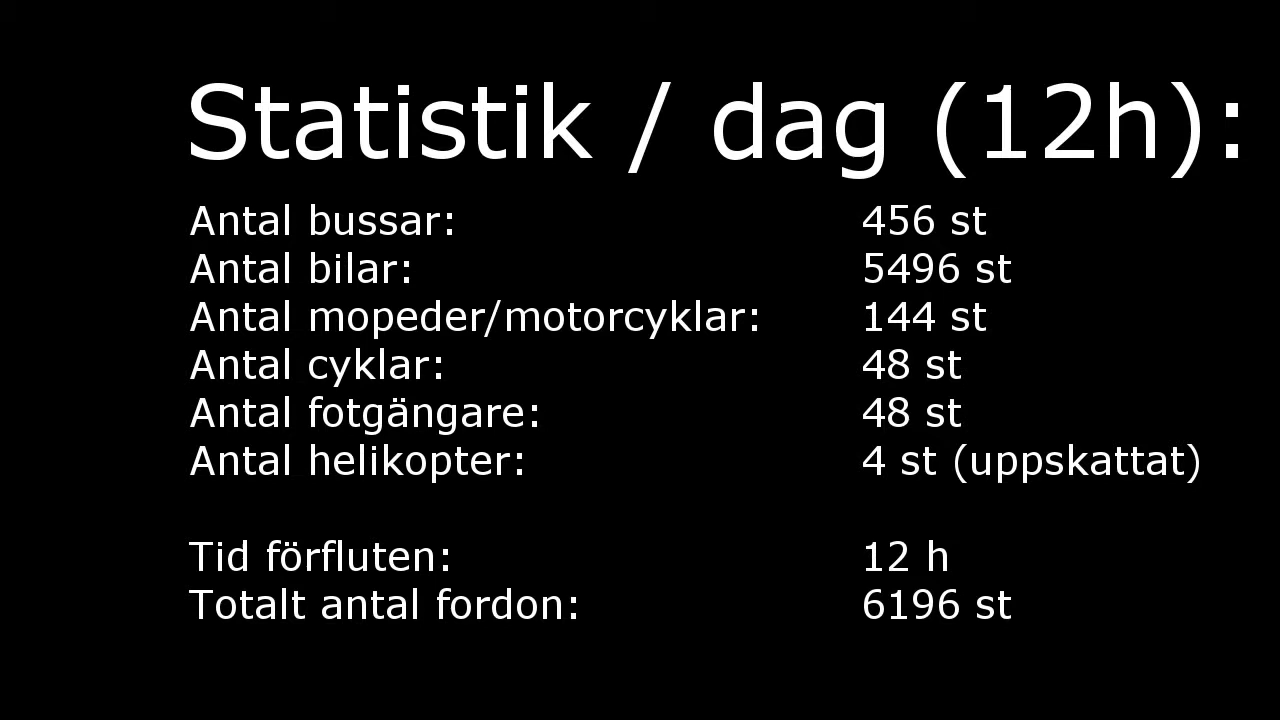 Statistik / dag (12h):
Antal bussar: 456 st
Antal bilar: 5496 st
Antal mopeder/motorcyklar: 144 st
Antal cyklar: 48 st
Antal fotgängare: 48 st
Antal helikopter: 4 st (uppskattat)
Tid förfluten: 12 h
Totalt antal fordon: 6196 st